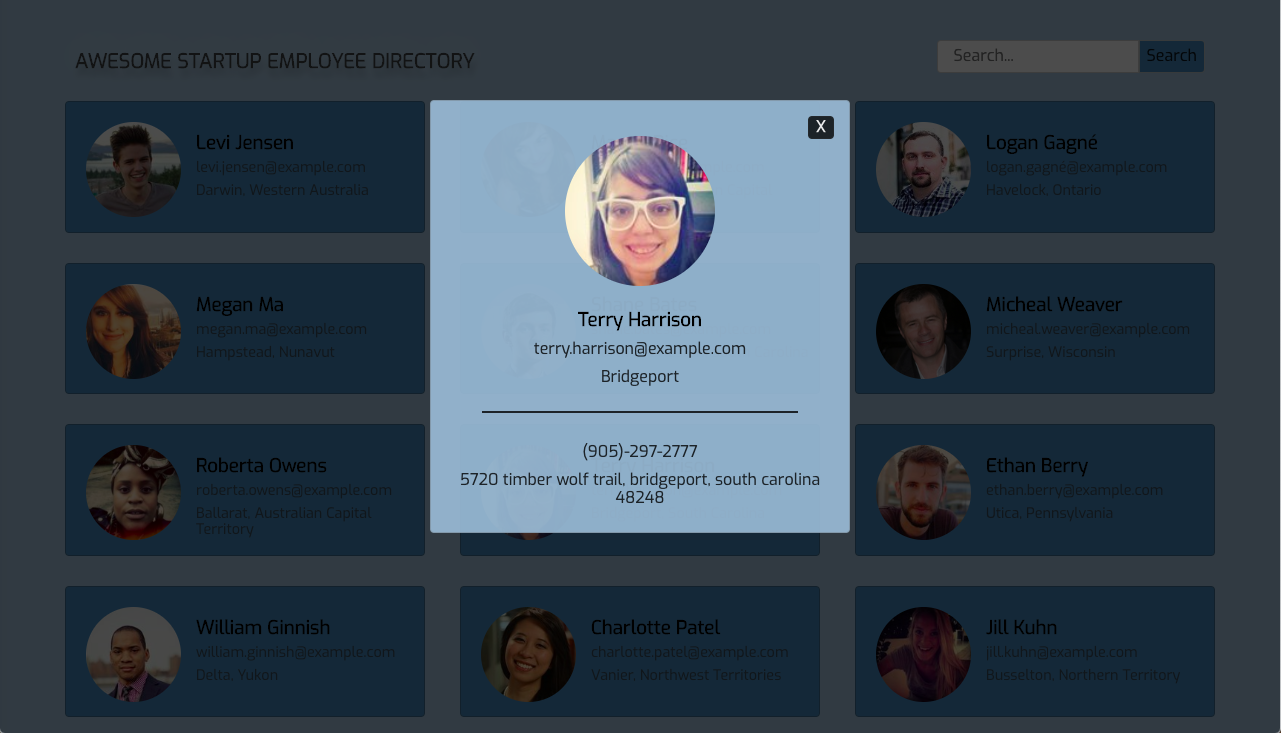 AWESOME STARTUP EMPLOYEE DIRECTORY
Search...
Search
Levi Jensen
levi.jensen@example.com
Darwin, Western Australia
X
Terry Harrison
terry.harrison@example.com
Bridgeport
(905)-297-2777
5720 timber wolf trail, bridgeport, south carolina
48248
Logan Gagné
logan.gagné@example.com
Havelock, Ontario
Megan Ma
megan.ma@example.com
Hampstead, Nunavut
Micheal Weaver
micheal.weaver@example.com
Surprise, Wisconsin
Roberta Owens
roberta.owens@example.com
Ballarat, Australian Capital
Territory
Ethan Berry
ethan.berry@example.com
Utica, Pennsylvania
William Ginnish
william.ginnish@example.com
Delta, Yukon
Charlotte Patel
charlotte.patel@example.com
Vanier, Northwest Territories
Jill Kuhn
jill.kuhn@example.com
Busselton, Northern Territory